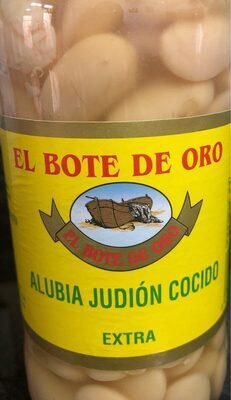 EL BOTE DE ORO
EL BOTE DE ORO
ALUBIA JUDIÓN COCIDO
EXTRA